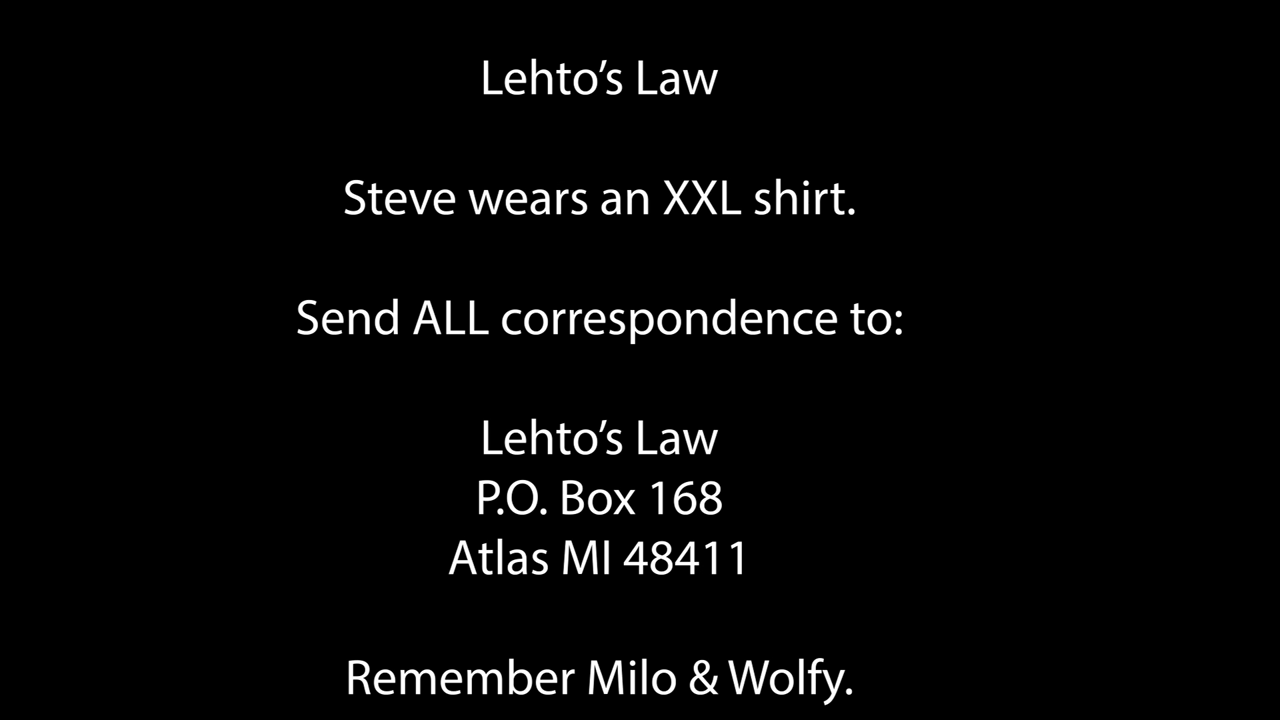 Lehto’s Law
Steve wears an XXL shirt.
Send ALL correspondence to:
Lehto’s Law
P.O. Box 168
Atlas MI 48411
Remember Milo & Wolfy.